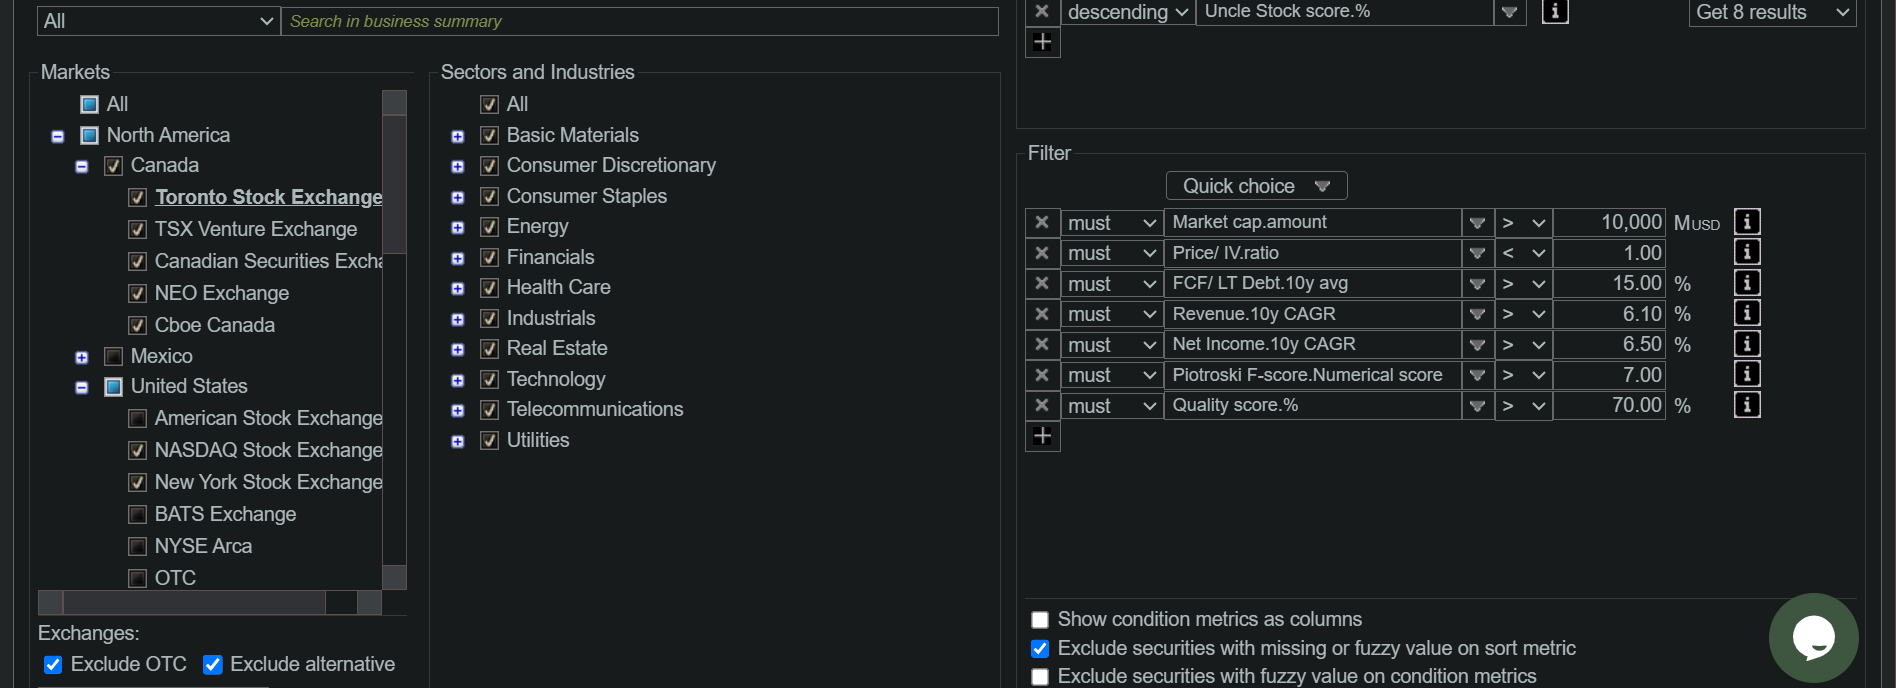 All
Search in business summary
Markets
All
North America
Canada
Toronto Stock Exchange
TSX Venture Exchange
Canadian Securities Excha
NEO Exchange
Cboe Canada
Mexico
United States
American Stock Exchange
NASDAQ Stock Exchange
New York Stock Exchange
BATS Exchange
NYSE Arca
OTC
Exchanges:
Exclude OTC Exclude alternative
Sectors and Industries
All
Basic Materials
Consumer Discretionary
Consumer Staples
Energy
Financials
Health Care
Industrials
Real Estate
Technology
Telecommunications
Utilities
descending Uncle Stock score.% Get 8 results
Filter
Quick choice
must Market cap.amount > 10,000 MUSD
must Price/ IV.ratio < 1.00
must FCF/ LT Debt.10y avg > 15.00 %
must Revenue.10y CAGR > 6.10 %
must Net Income.10y CAGR > 6.50 %
must Piotroski F-score.Numerical score > 7.00
must Quality score.% > 70.00 %
Show condition metrics as columns
Exclude securities with missing or fuzzy value on sort metric
Exclude securities with fuzzy value on condition metrics